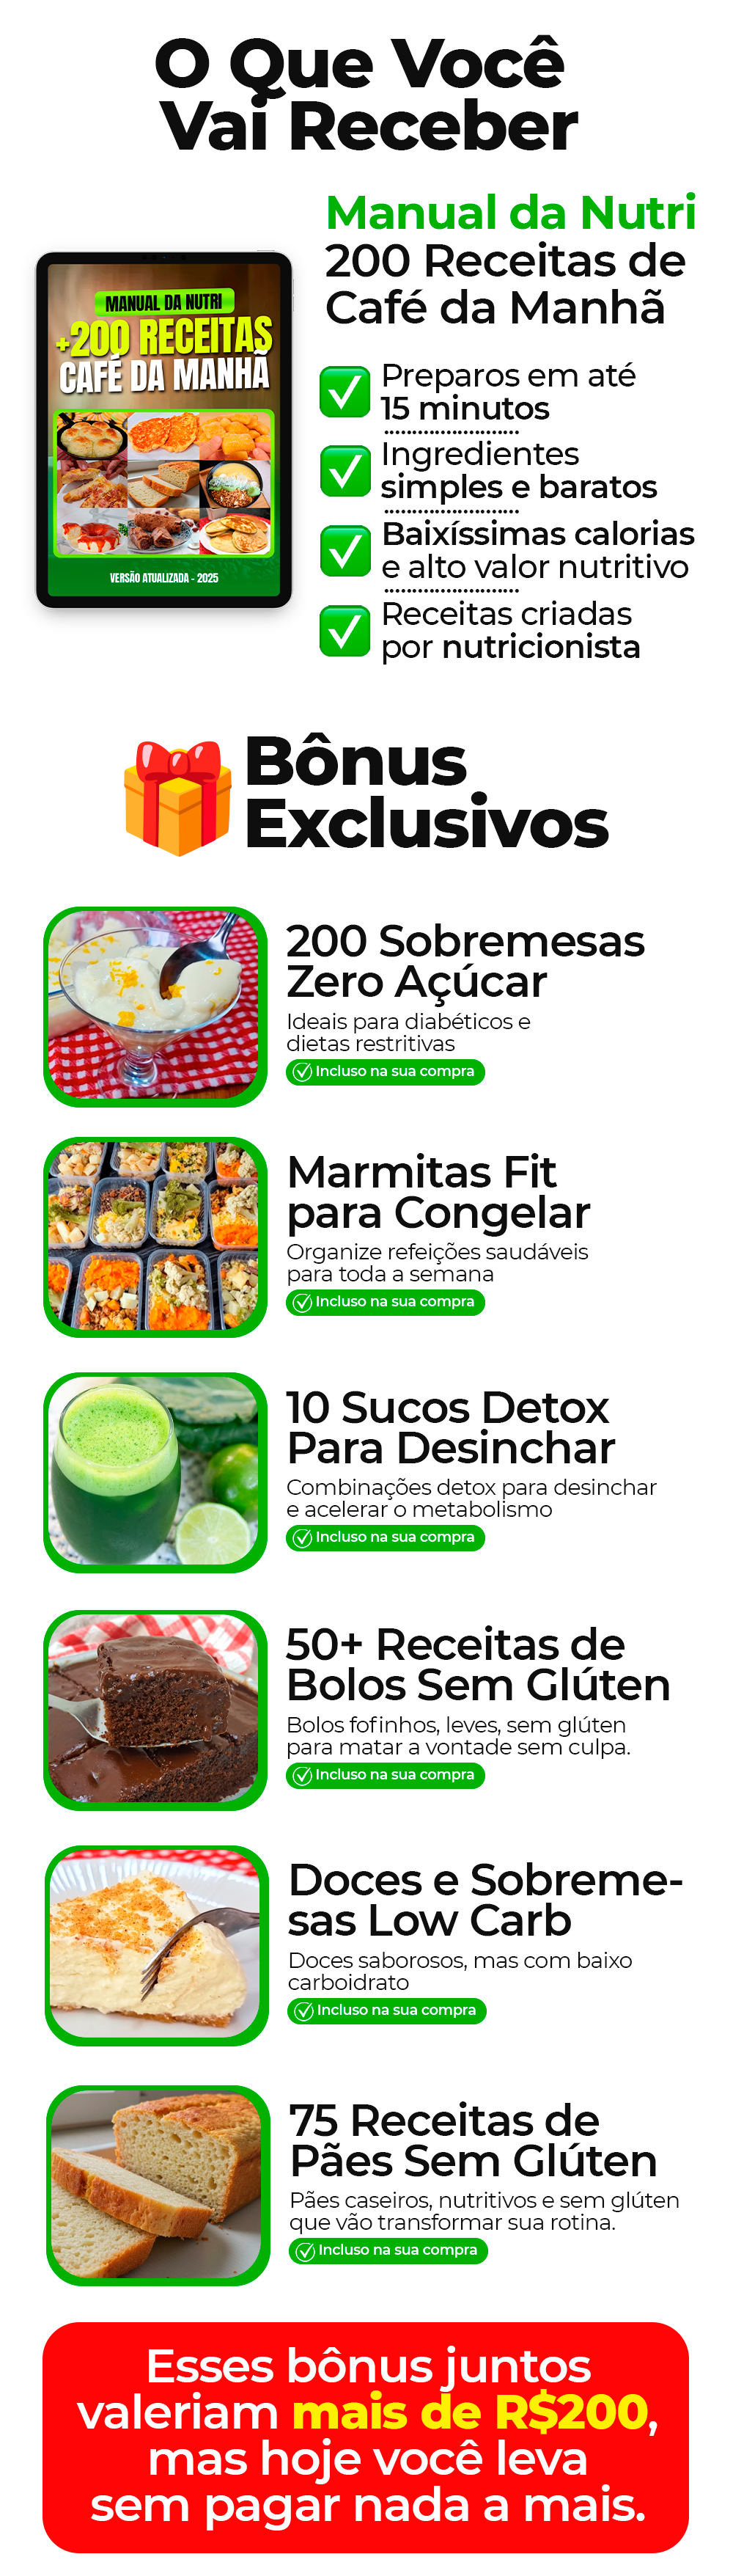 O Que Você
Vai Receber
Manual da Nutri
200 Receitas de
Café da Manhã
MANUAL DA NUTRI
+200 RECEITAS
CAFÉ DA MANHÃ
VERSÃO ATUALIZADA - 2025
Preparos em até
15 minutos
Ingredientes
simples e baratos
Baixíssimas calorias
e alto valor nutritivo
Receitas criadas
por nutricionista
Bônus
Exclusivos
200 Sobremesas
Zero Açúcar
Ideais para diabéticos e
dietas restritivas
Incluso na sua compra
Marmitas Fit
para Congelar
Organize refeições saudáveis
para toda a semana
Incluso na sua compra
10 Sucos Detox
Para Desinchar
Combinações detox para desinchar
e acelerar o metabolismo
Incluso na sua compra
50+ Receitas de
Bolos Sem Glúten
Bolos fofinhos, leves, sem glúten
para matar a vontade sem culpa.
Incluso na sua compra
Doces e Sobreme-
sas Low Carb
Doces saborosos, mas com baixo
carboidrato
Incluso na sua compra
75 Receitas de
Pães Sem Glúten
Pães caseiros, nutritivos e sem glúten
que vão transformar sua rotina.
Incluso na sua compra
Esses bônus juntos
valeriam mais de R$200,
mas hoje você leva
sem pagar nada a mais.